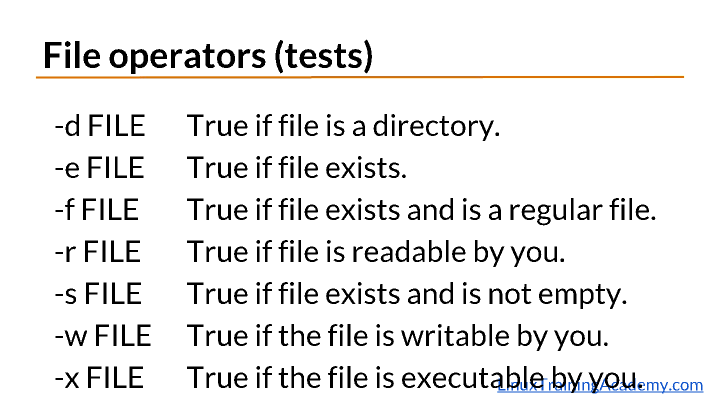 File operators (tests)
-d FILE True if file is a directory.
-e FILE True if file exists.
-f FILE True if file exists and is a regular file.
-r FILE True if file is readable by you.
-s FILE True if file exists and is not empty.
-w FILE True if the file is writable by you.
-x FILE True if the file is executable by you.
LinuxTrainingAcademy.com